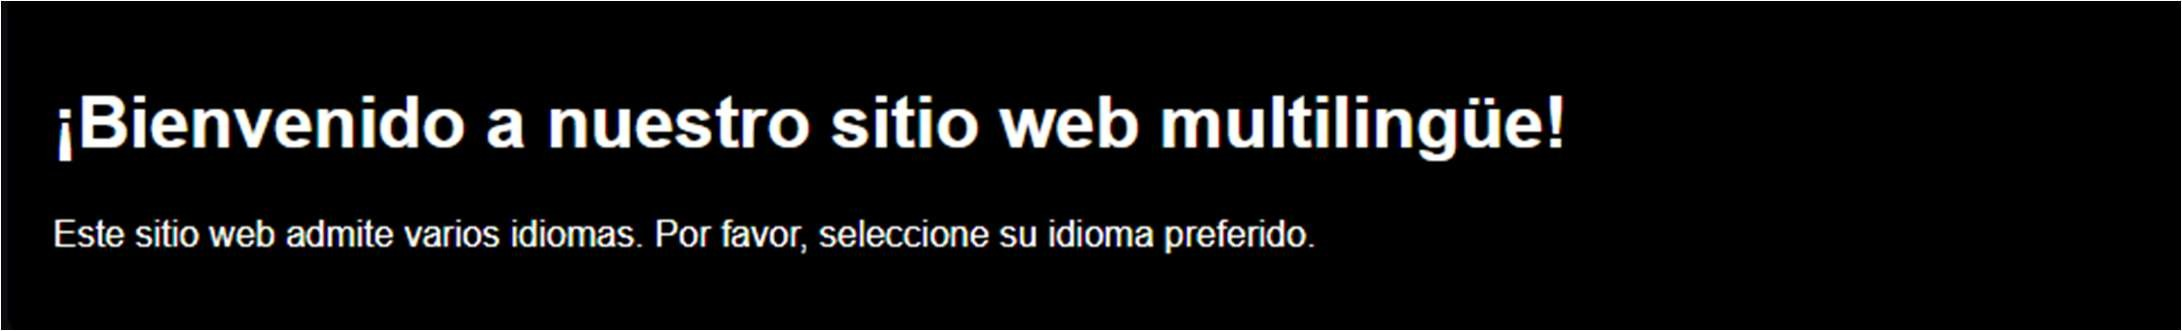 ¡Bienvenido a nuestro sitio web multilingüe!
Este sitio web admite varios idiomas. Por favor, seleccione su idioma preferido.